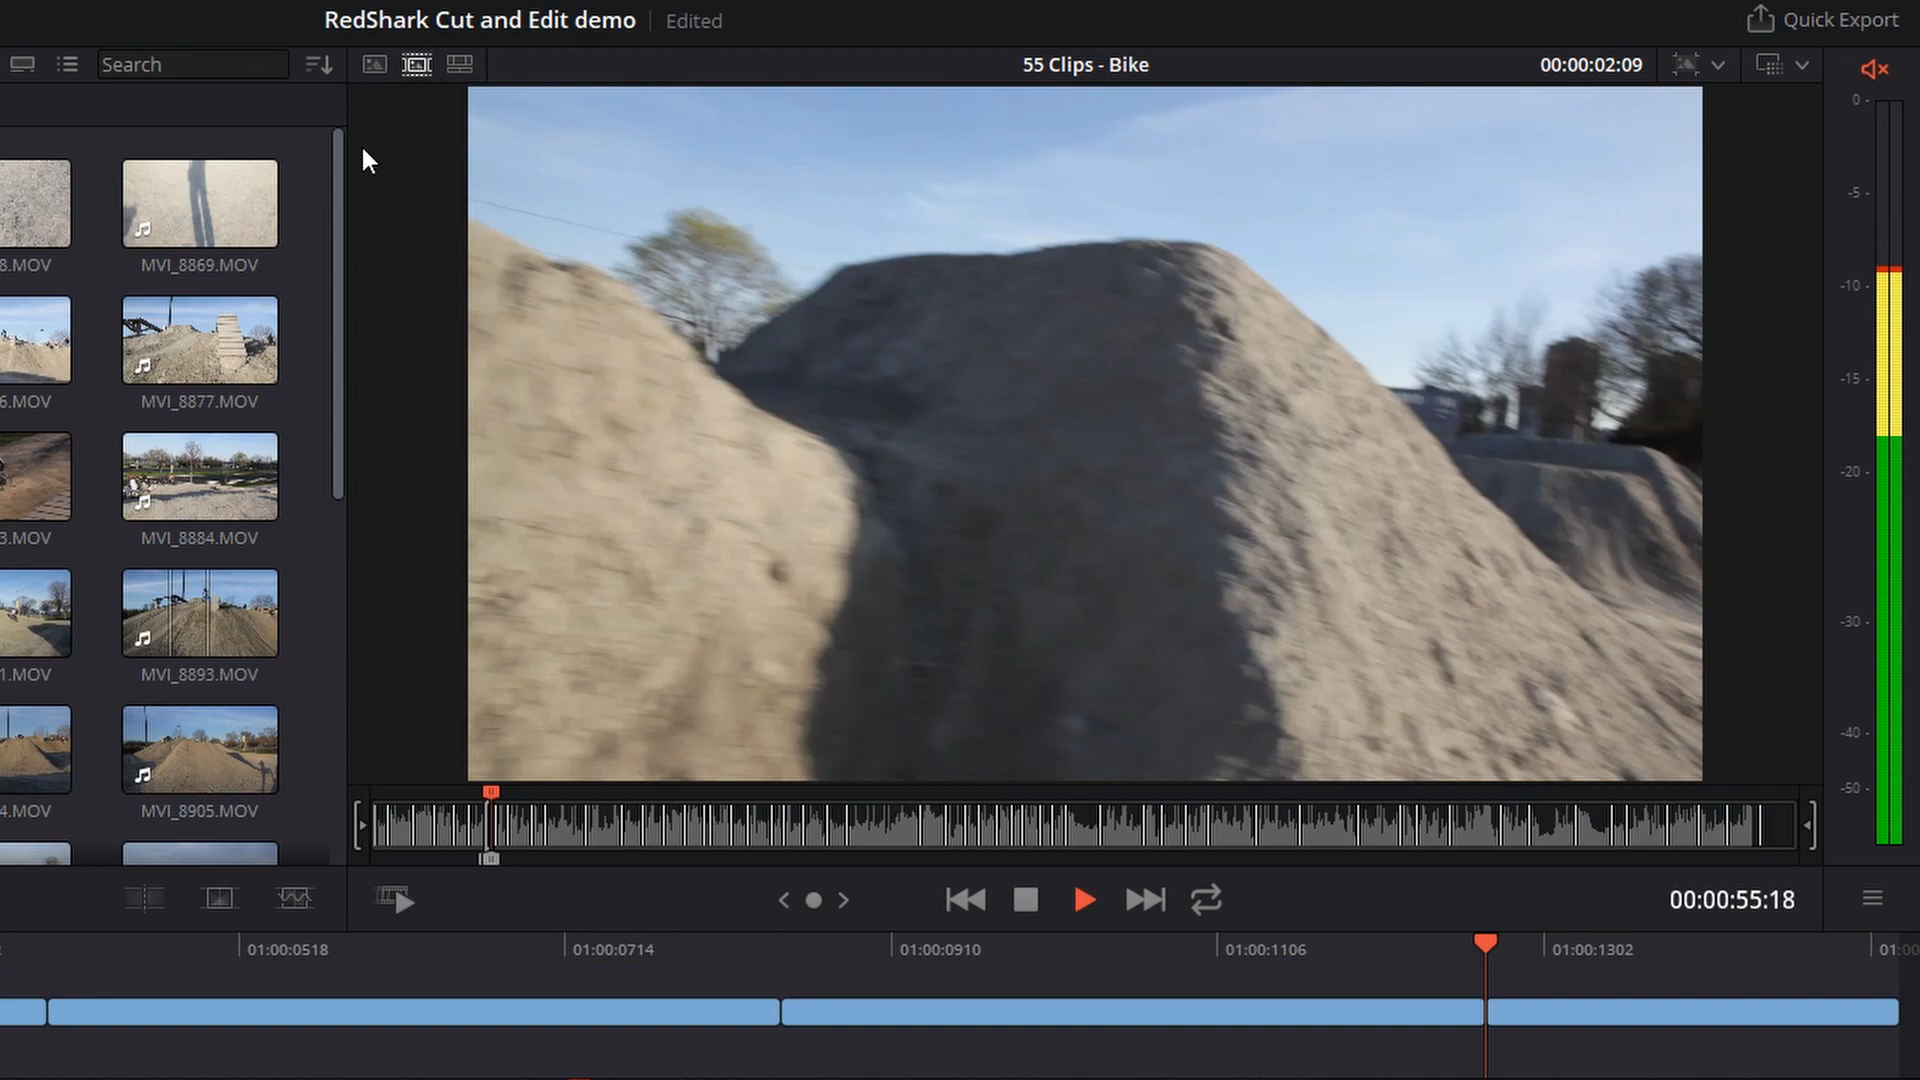 RedShark Cut and Edit demo
Edited
Quick Export
Search
55 Clips - Bike
00:00:02:09
8.MOV
MVI_8869.MOV
6.MOV
MVI_8877.MOV
3.MOV
MVI_8884.MOV
1.MOV
MVI_8893.MOV
4.MOV
MVI_8905.MOV
0
-5
-10
-15
-20
-30
-40
-50
00:00:55:18
01:00:0518
01:00:0714
01:00:0910
01:00:1106
01:00:1302
01:00